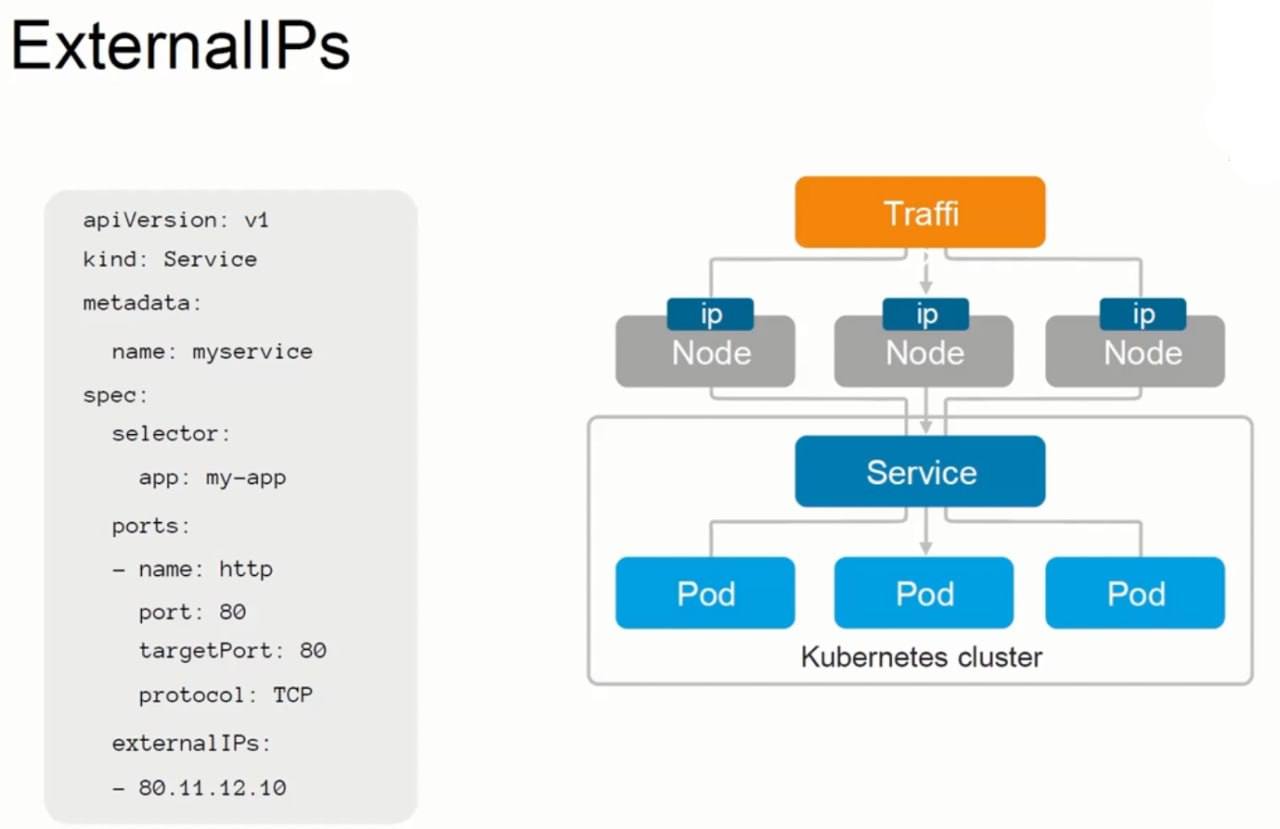 ExternalIPs
apiVersion: v1
kind: Service
metadata:
  name: myservice
spec:
  selector:
    app: my-app
  ports:
  - name: http
    port: 80
    targetPort: 80
    protocol: TCP
  externalIPs:
  - 80.11.12.10
Traffi
ip ip ip
Node Node Node
Service
Pod Pod Pod
Kubernetes cluster